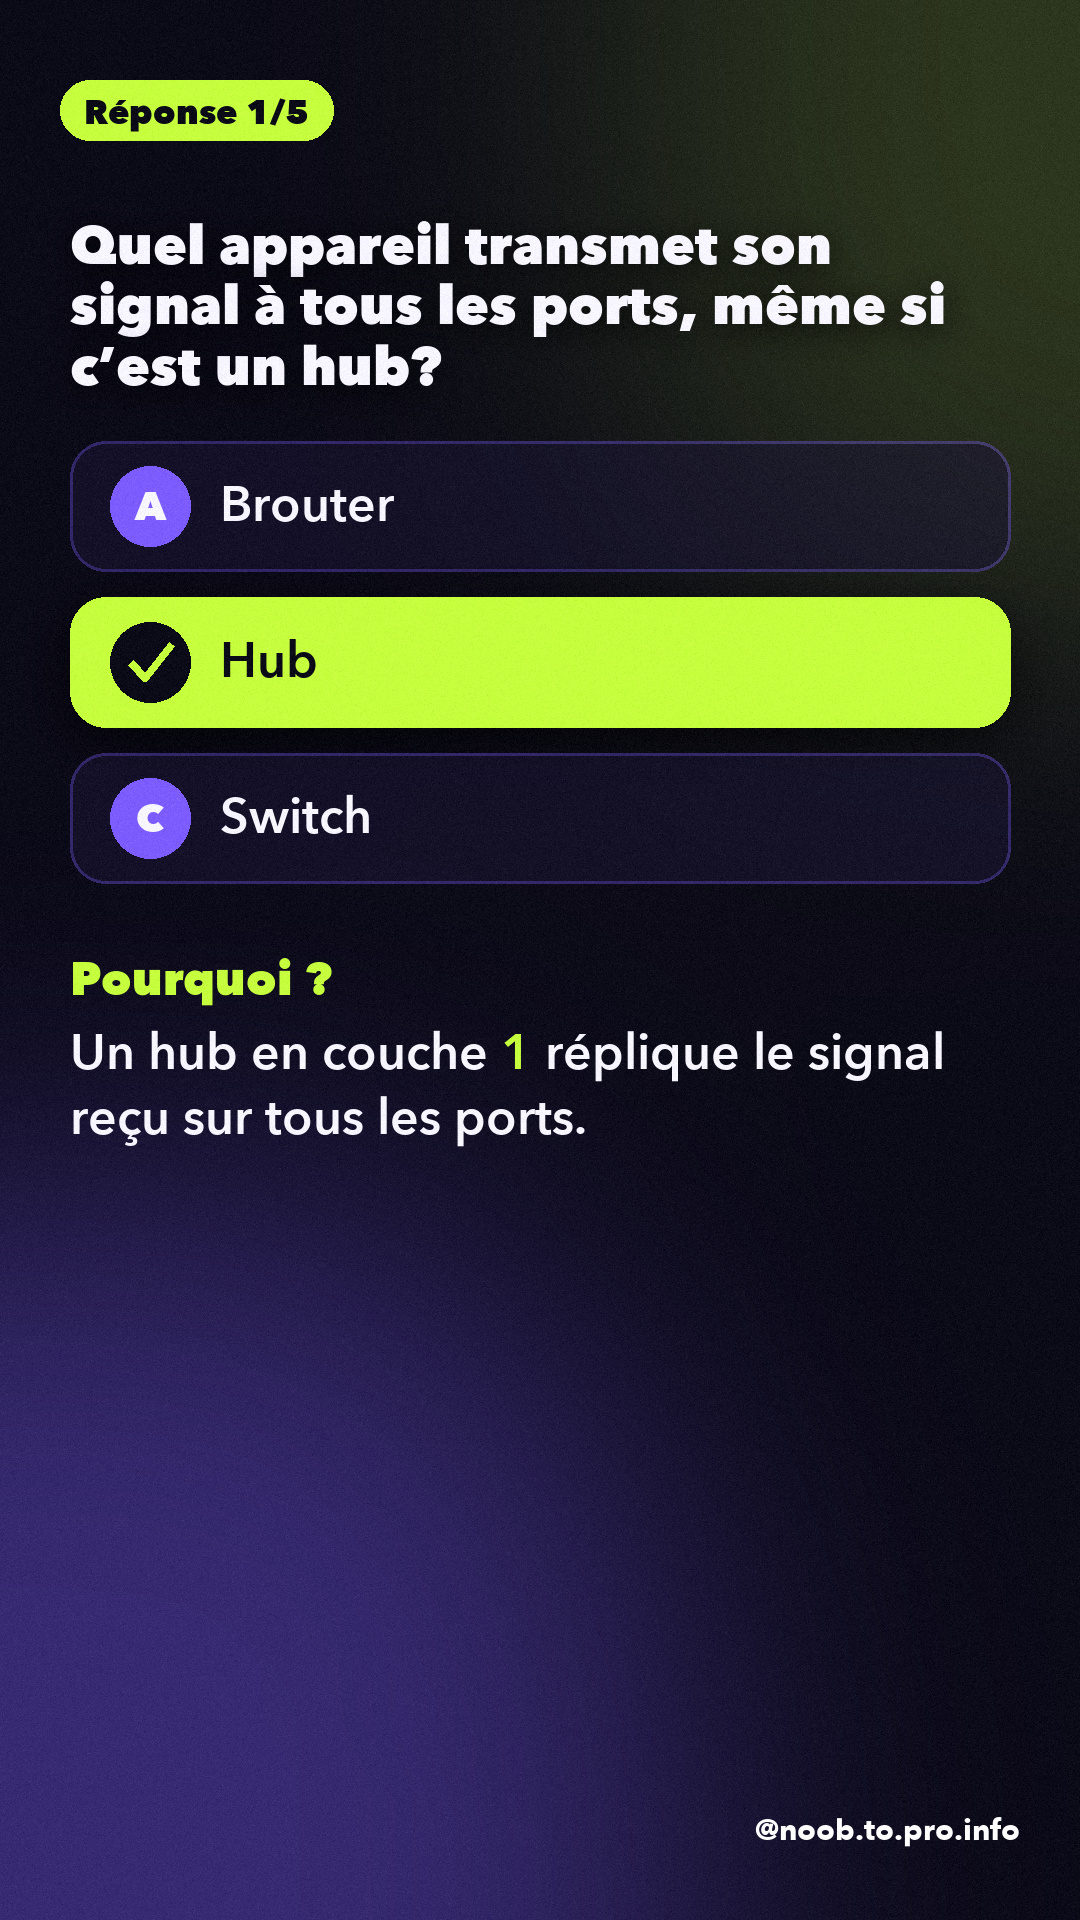 Réponse 1/5
Quel appareil transmet son
signal à tous les ports, même si
c’est un hub?
A Brouter
Hub
C Switch
Pourquoi ?
Un hub en couche 1 réplique le signal
reçu sur tous les ports.
@noob.to.pro.info